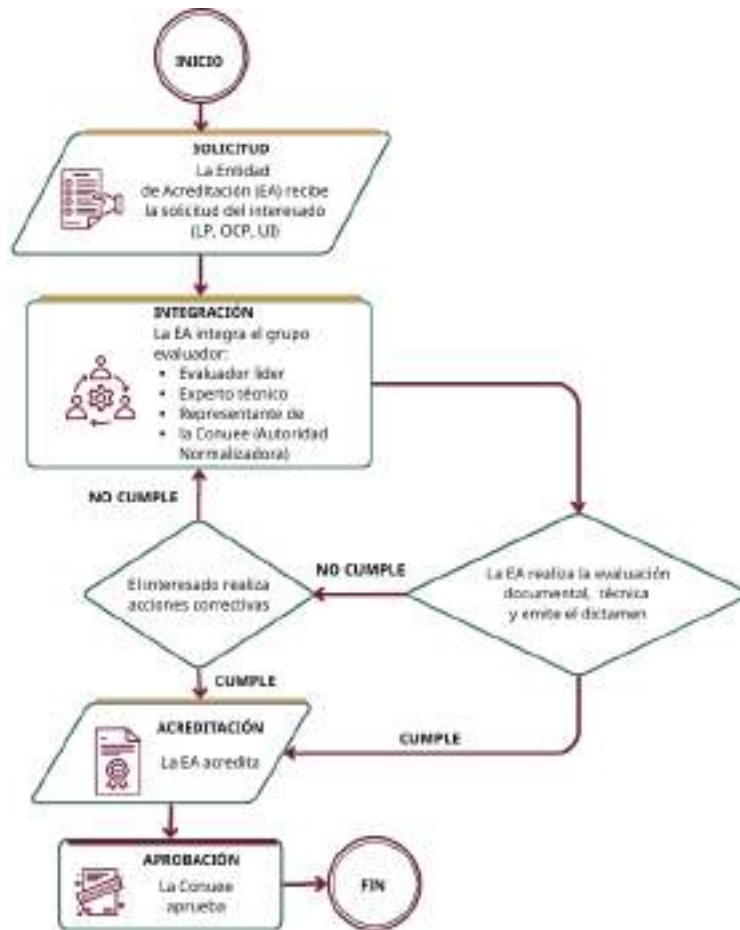 INICIO
SOLICITUD
La Entidad
de Acreditación (EA) recibe
la solicitud del interesado
(LP, OCP, UI)
INTEGRACIÓN
La EA integra el grupo
evaluador:
• Evaluador líder
• Experto técnico
• Representante de
• la Conuee (Autoridad
Normalizadora)
NO CUMPLE
El interesado realiza
acciones correctivas
NO CUMPLE
La EA realiza la evaluación
documental, técnica
y emite el dictamen
CUMPLE
CUMPLE
ACREDITACIÓN
La EA acredita
APROBACIÓN
La Conuee
aprueba
FIN